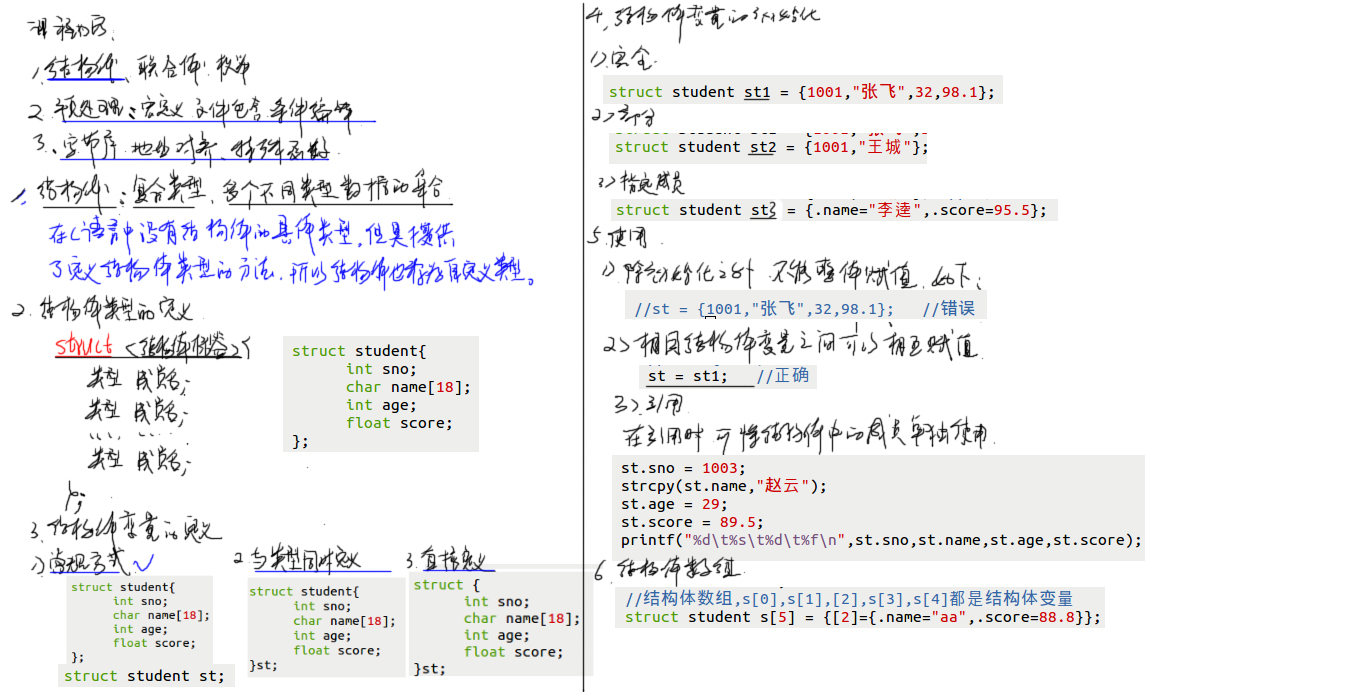 课程内容:
1、结构体、联合体、枚举
2、预处理:宏定义 文件包含 条件编译
3、字节序 地址对齐、特殊函数
1、结构体:复合类型、多个不同类型数据的集合
在C语言中没有结构体的具体类型,但是提供
了定义结构体类型的方法.所以结构体也称为自定义类型。
2.结构体类型的定义
struct <结构体标签>{
类型 成员名;
类型 成员名;
... ...
类型 成员名;
};
struct student{
int sno;
char name[18];
int age;
float score;
};
3、结构体变量的定义
1)常规方式
struct student{
int sno;
char name[18];
int age;
float score;
};
struct student st;
2.与类型同时定义
struct student{
int sno;
char name[18];
int age;
float score;
}st;
3.直接定义
struct {
int sno;
char name[18];
int age;
float score;
}st;
4、结构体变量的初始化
1)完全
struct student st1 = {1001,"张飞",32,98.1};
2>部分
struct student st2 = {1001,"王城"};
3>指定成员
struct student st3 = {.name="李逵",.score=95.5};
5.使用
1)除初始化之外 不能整体赋值.如下:
//st = {1001,"张飞",32,98.1}; //错误
2>相同结构体变量之间可以相互赋值
st = st1; //正确
3>引用
在引用时 可将结构体中的成员单独使用.
st.sno = 1003;
strcpy(st.name,"赵云");
st.age = 29;
st.score = 89.5;
printf("%d\t%s\t%d\t%f\n",st.sno,st.name,st.age,st.score);
6.结构体数组
//结构体数组,s[0],s[1],[2],s[3],s[4]都是结构体变量
struct student s[5] = {[2]={.name="aa",.score=88.8}};